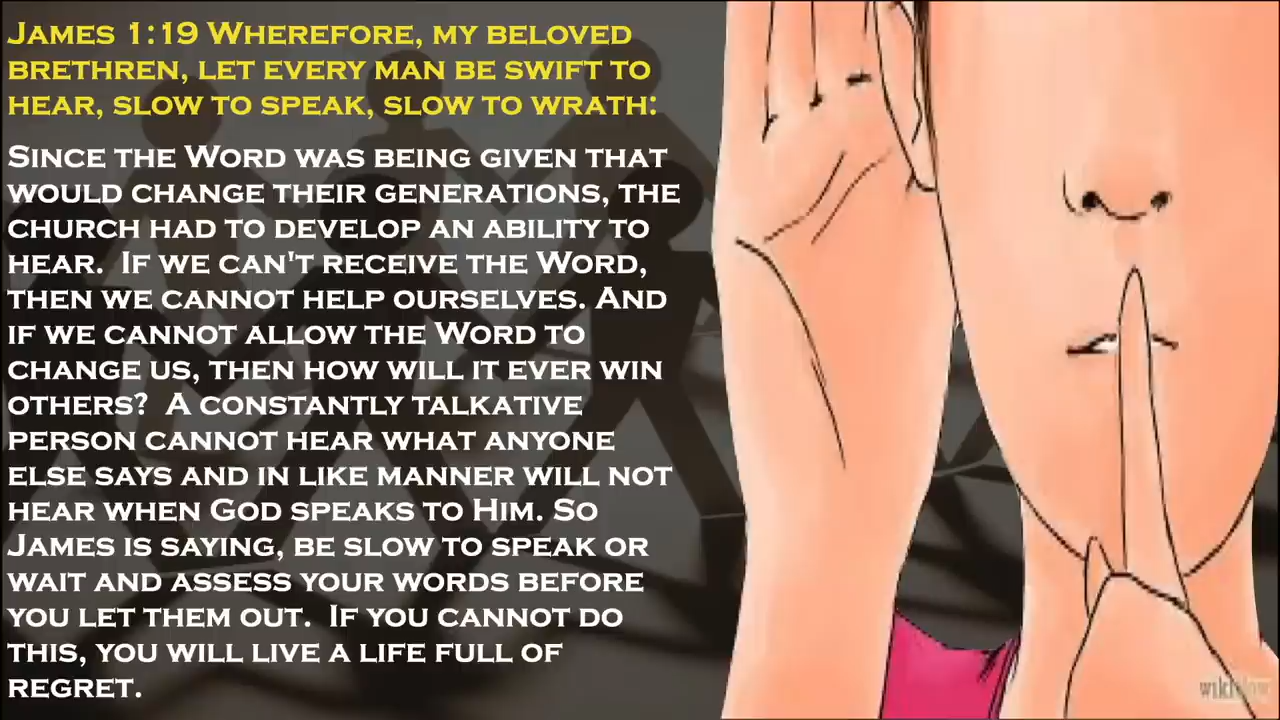 James 1:19 Wherefore, my beloved
brethren, let every man be swift to
hear, slow to speak, slow to wrath:
Since the Word was being given that
would change their generations, the
church had to develop an ability to
hear.  If we can't receive the Word,
then we cannot help ourselves. And
if we cannot allow the Word to
change us, then how will it ever win
others?  A constantly talkative
person cannot hear what anyone
else says and in like manner will not
hear when God speaks to Him. So
James is saying, be slow to speak or
wait and assess your words before
you let them out.  If you cannot do
this, you will live a life full of
regret.
wikiHow